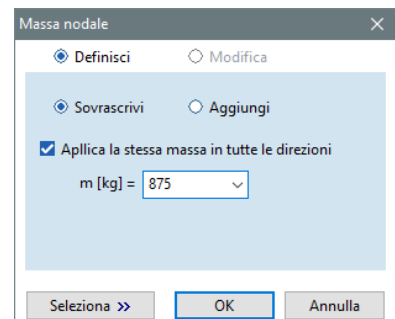 Massa nodale
Definisci Modifica
Sovrascrivi Aggiungi
Apllica la stessa massa in tutte le direzioni
m [kg] = 875
Seleziona >> OK Annulla